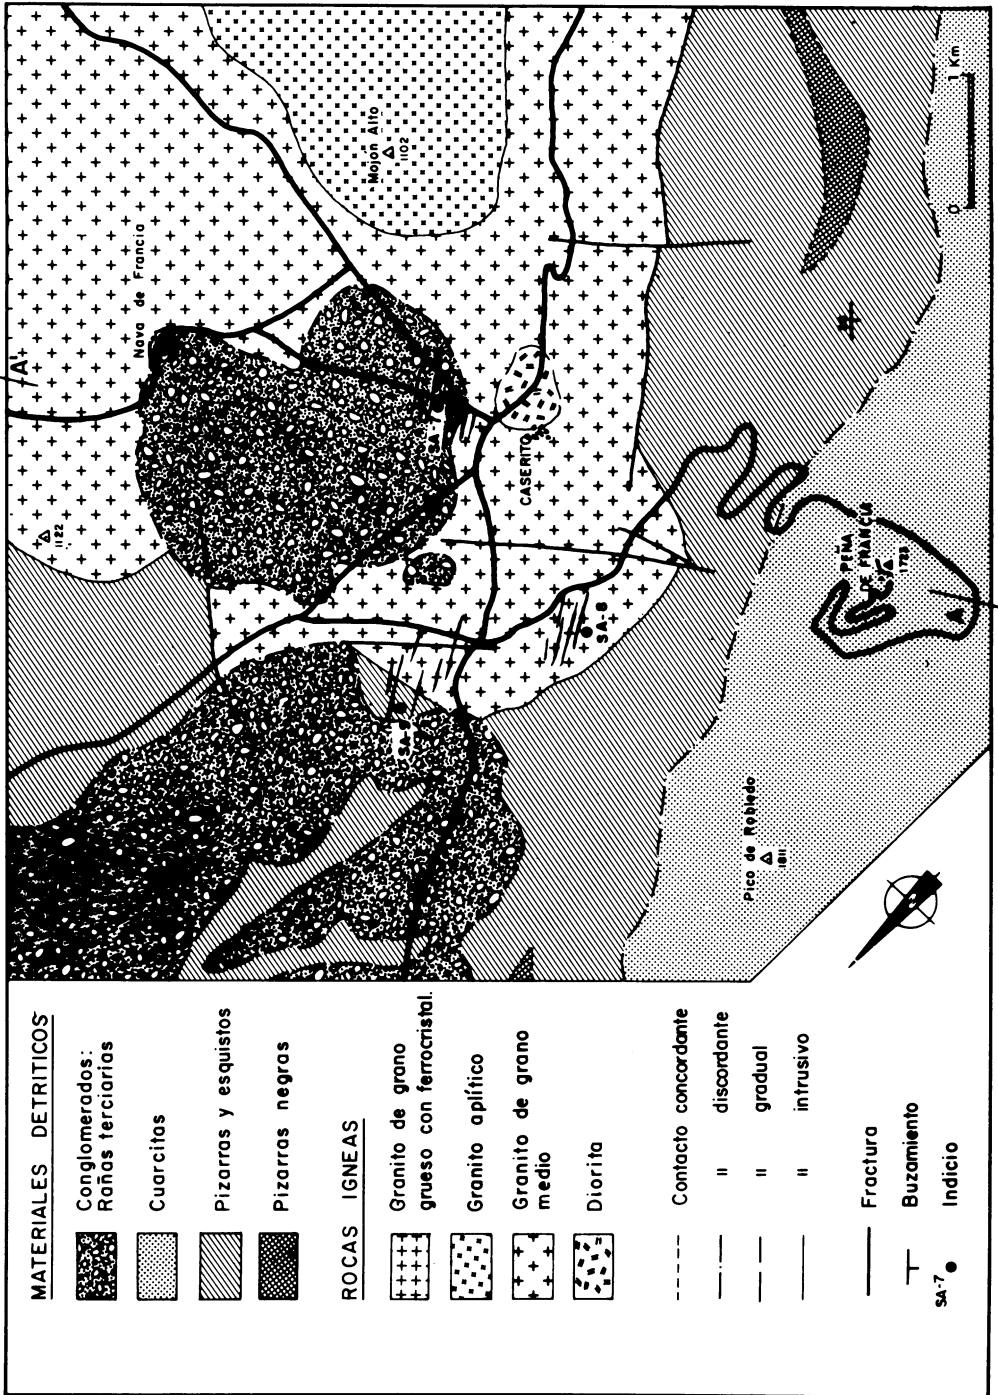 MATERIALES DETRITICOS
Conglomerados:
Rañas terciarias
Cuarcitas
Pizarras y esquistos
Pizarras negras
ROCAS IGNEAS
Granito de grano
grueso con ferrocristal.
Granito aplítico
Granito de grano
medio
Diorita
Contacto concordante
" discordante
" gradual
" intrusivo
Fractura
Buzamiento
SA-7
Indicio
A'
Nava de Francia
Mojon Alto
1102
1122
SA
CASERITO
SA-8
SA
PEÑA
DE FRANCIA
1723
A
Pico de Robledo
1811
0
1 Km